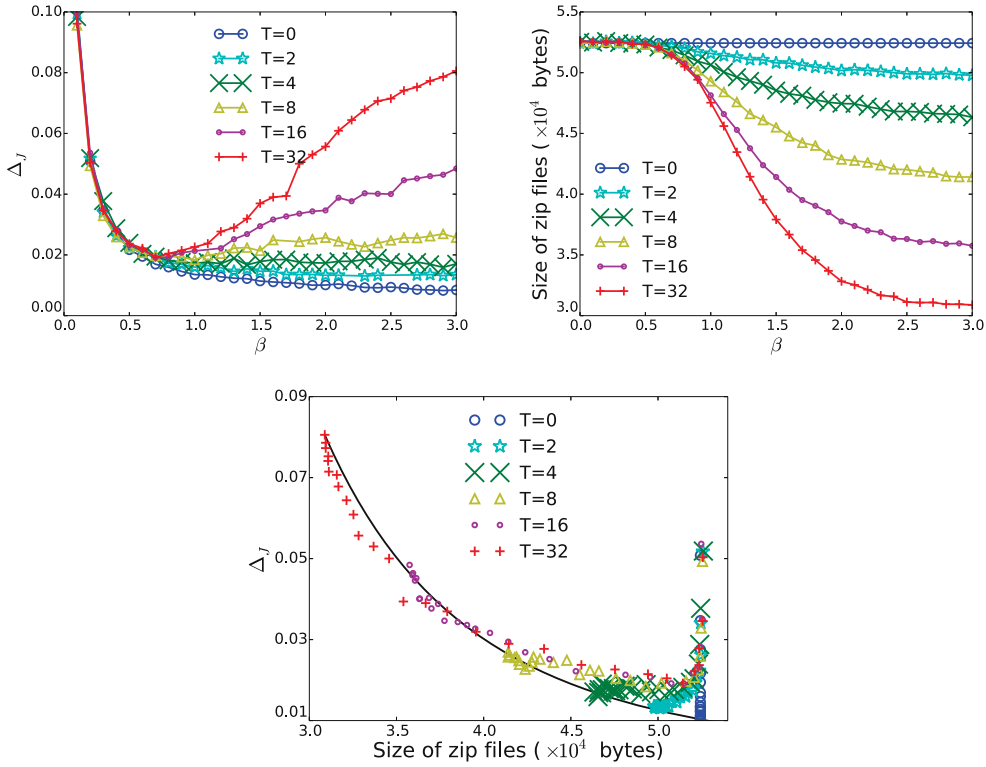 0.10
0.08
0.06
0.04
0.02
0.00
Δ_J
T=0
T=2
T=4
T=8
T=16
T=32
0.0 0.5 1.0 1.5 2.0 2.5 3.0
β
5.5
5.0
4.5
4.0
3.5
3.0
Size of zip files ( ×10⁴ bytes)
T=0
T=2
T=4
T=8
T=16
T=32
0.0 0.5 1.0 1.5 2.0 2.5 3.0
β
0.09
0.07
0.05
0.03
0.01
Δ_J
T=0
T=2
T=4
T=8
T=16
T=32
3.0 3.5 4.0 4.5 5.0
Size of zip files ( ×10⁴ bytes)